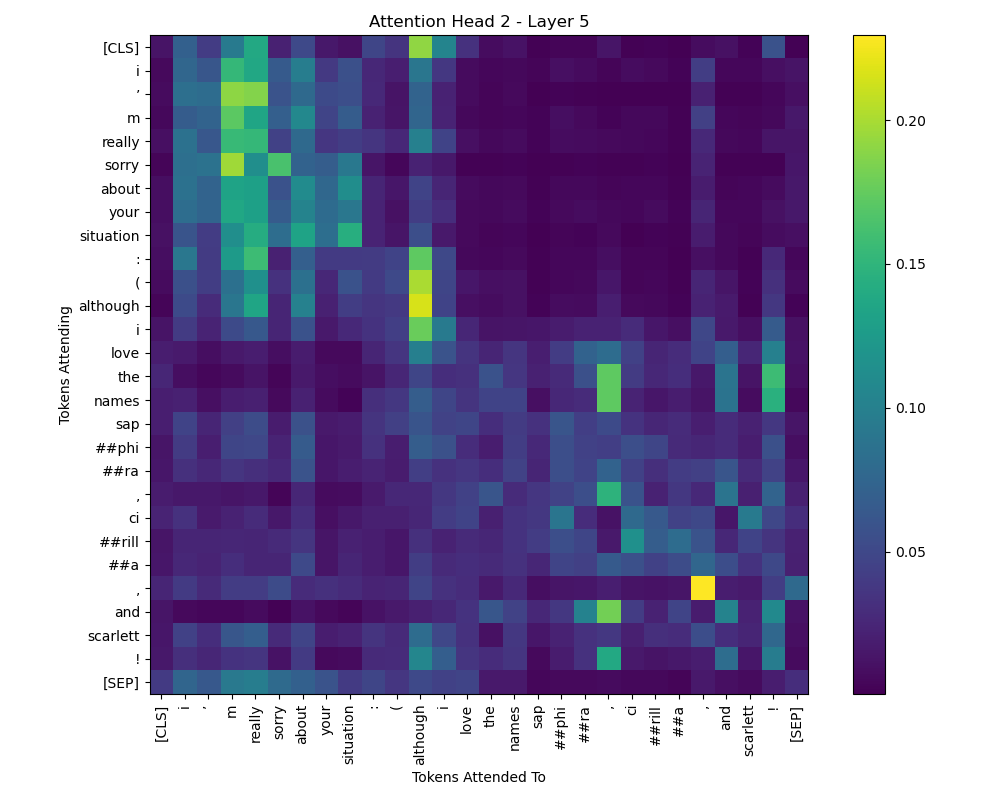 Attention Head 2 - Layer 5
Tokens Attending
[CLS]
i
'
m
really
sorry
about
your
situation
:
(
although
i
love
the
names
sap
##phi
##ra
,
ci
##rill
##a
,
and
scarlett
!
[SEP]
[CLS]
i
'
m
really
sorry
about
your
situation
:
(
although
i
love
the
names
sap
##phi
##ra
,
ci
##rill
##a
,
and
scarlett
!
[SEP]
Tokens Attended To
0.20
0.15
0.10
0.05